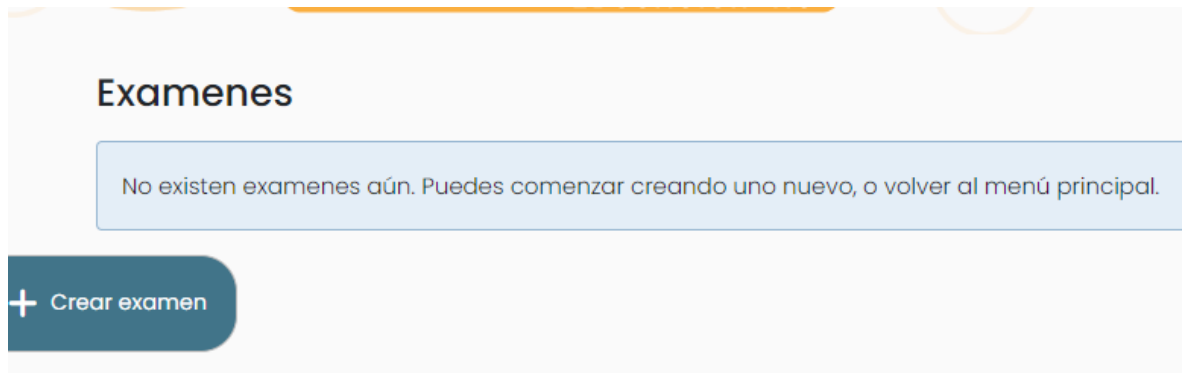 Examenes
No existen examenes aún. Puedes comenzar creando uno nuevo, o volver al menú principal.
Crear examen